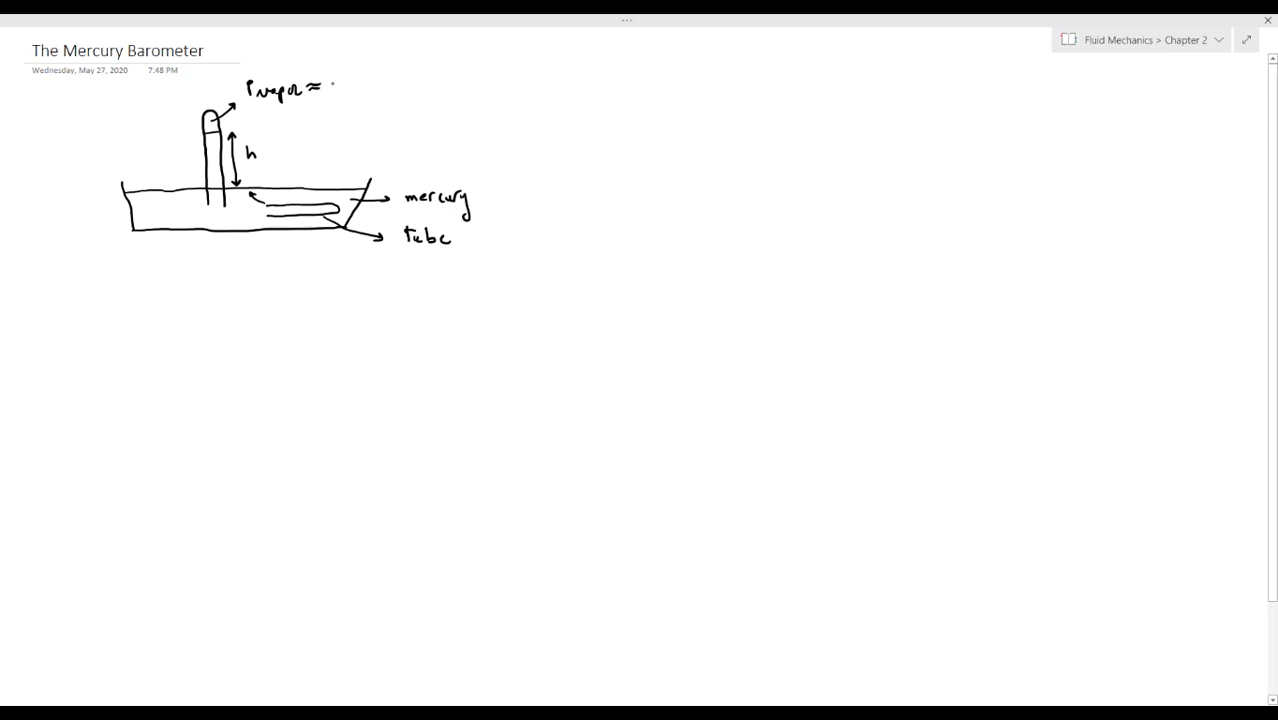 The Mercury Barometer
Fluid Mechanics > Chapter 2
Wednesday, May 27, 2020 7:48 PM
Pvapor ≈
h
mercury
tube